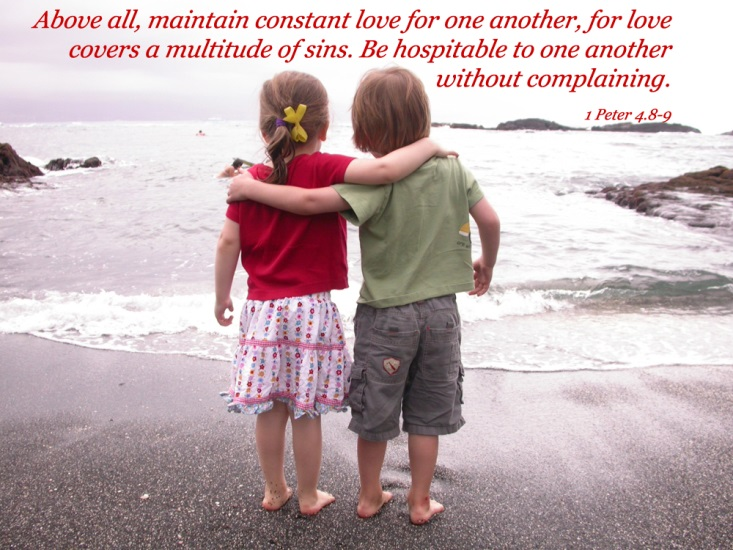 Above all, maintain constant love for one another, for love
covers a multitude of sins. Be hospitable to one another
without complaining.
1 Peter 4.8-9